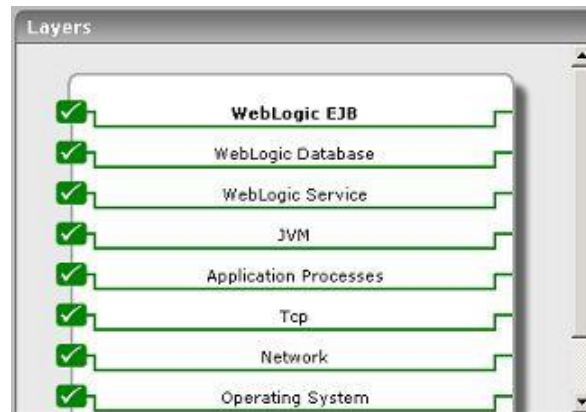 Layers
WebLogic EJB
WebLogic Database
WebLogic Service
JVM
Application Processes
Tcp
Network
Operating System